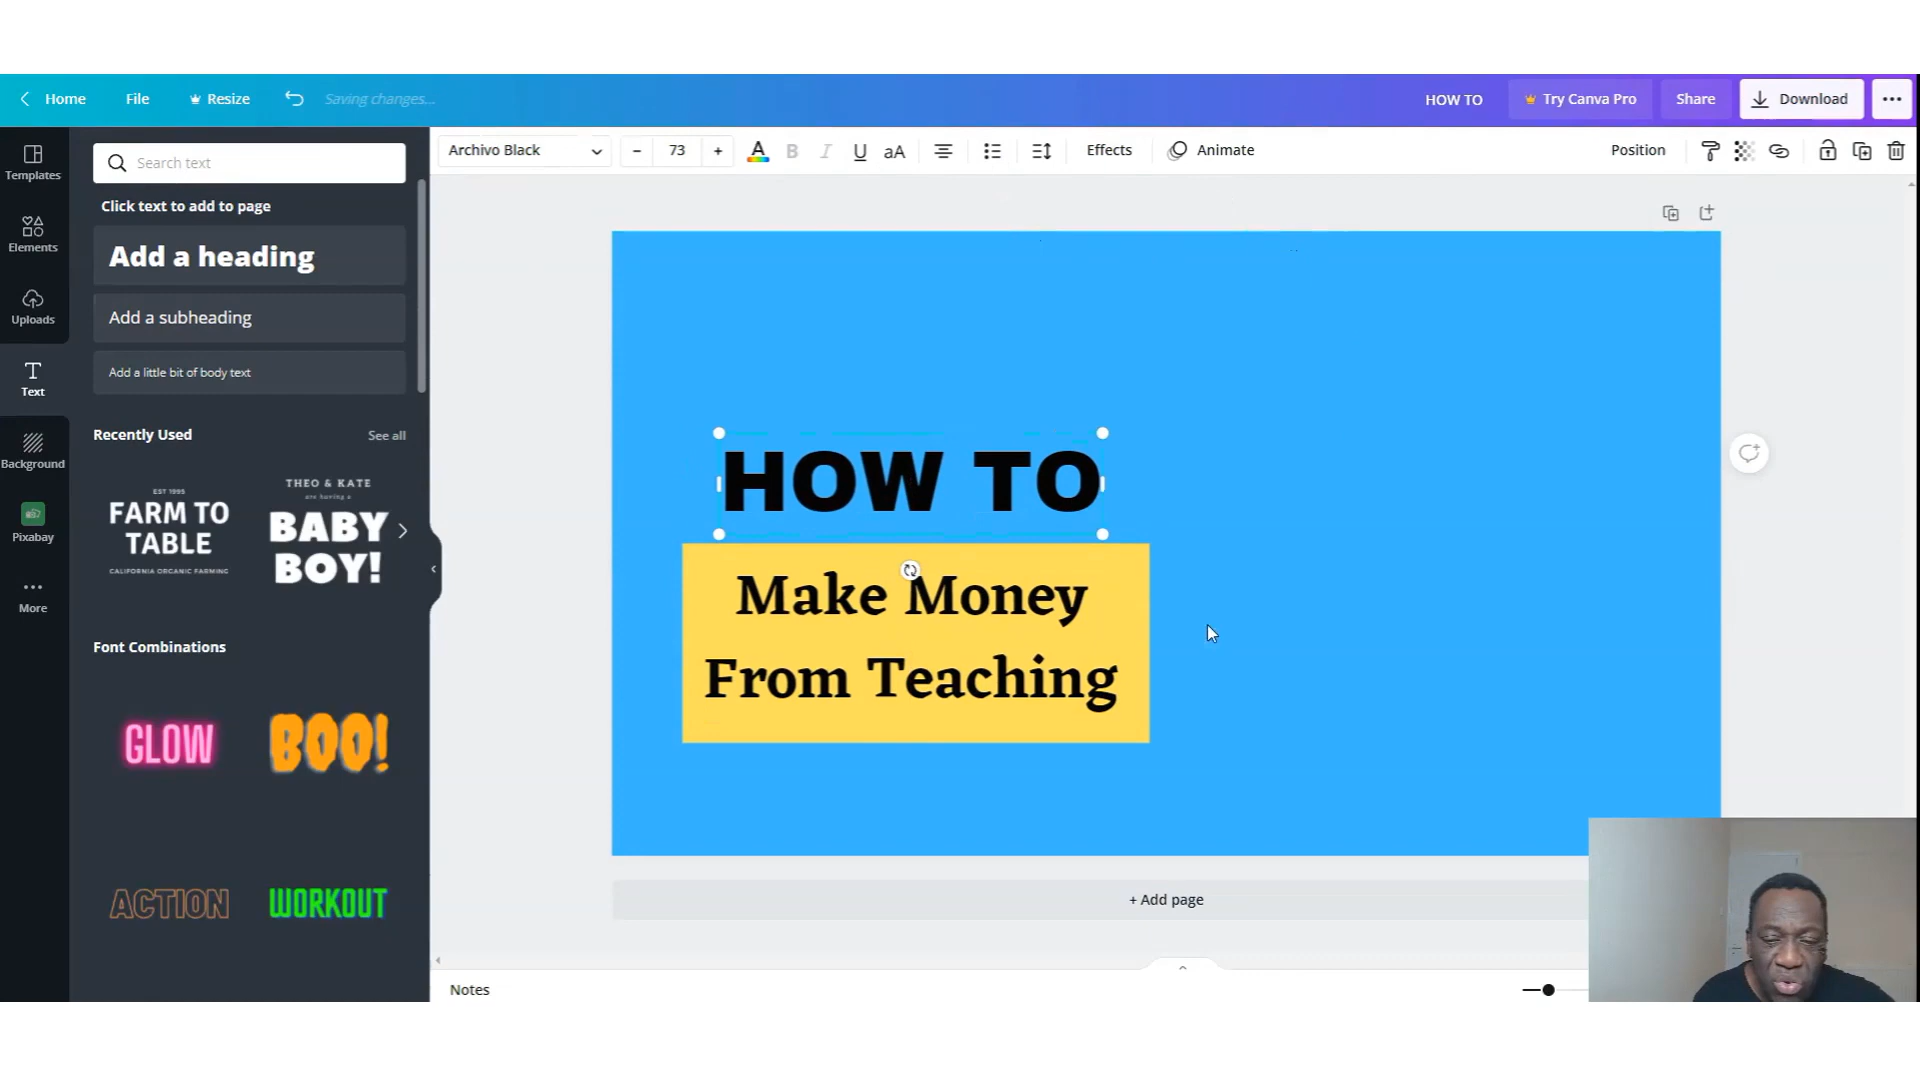 Home File Resize Saving changes... HOW TO Try Canva Pro Share Download
Archivo Black 73 A B I U aA Effects Animate Position
Templates
Elements
Uploads
Text
Background
Pixabay
More
Search text
Click text to add to page
Add a heading
Add a subheading
Add a little bit of body text
Recently Used See all
EST 1995
FARM TO
TABLE
CALIFORNIA ORGANIC FARMING
THEO & KATE
are having a
BABY
BOY!
Font Combinations
GLOW BOO!
ACTION WORKOUT
HOW TO
Make Money
From Teaching
+ Add page
Notes